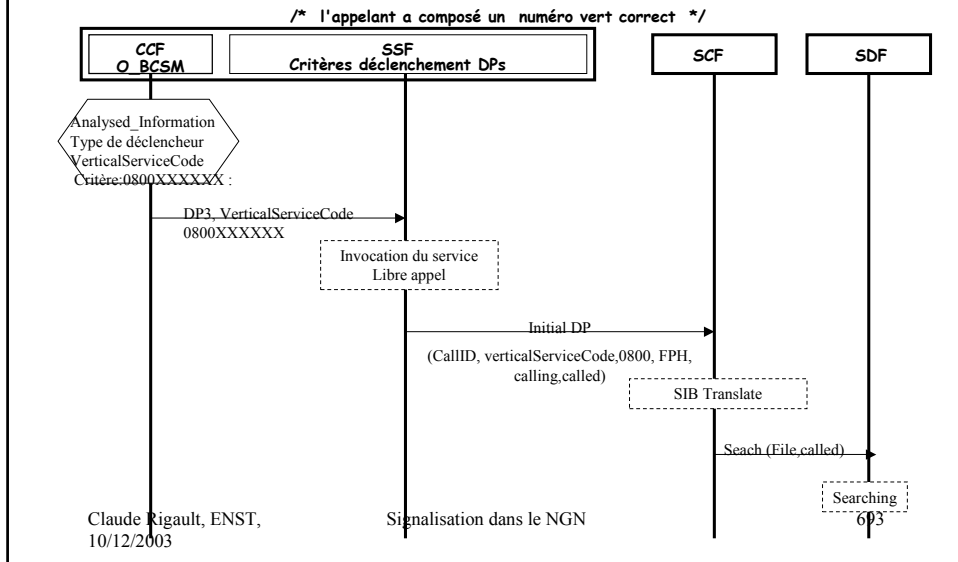 /* l'appelant a composé un numéro vert correct */
CCF
O_BCSM
SSF
Critères déclenchement DPs
SCF
SDF
Analysed_Information
Type de déclencheur
VerticalServiceCode
Critère:0800XXXXXX :
DP3, VerticalServiceCode
0800XXXXXX
Invocation du service
Libre appel
Initial DP
(CallID, verticalServiceCode,0800, FPH,
calling,called)
SIB Translate
Seach (File,called)
Searching
Claude Rigault, ENST,
10/12/2003
Signalisation dans le NGN
693